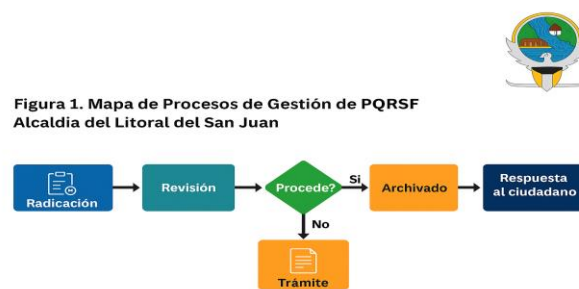 Figura 1. Mapa de Procesos de Gestión de PQRSF
Alcaldia del Litoral del San Juan
Radicación
Revisión
Procede?
Si
Archivado
Respuesta
al ciudadano
No
Trámite